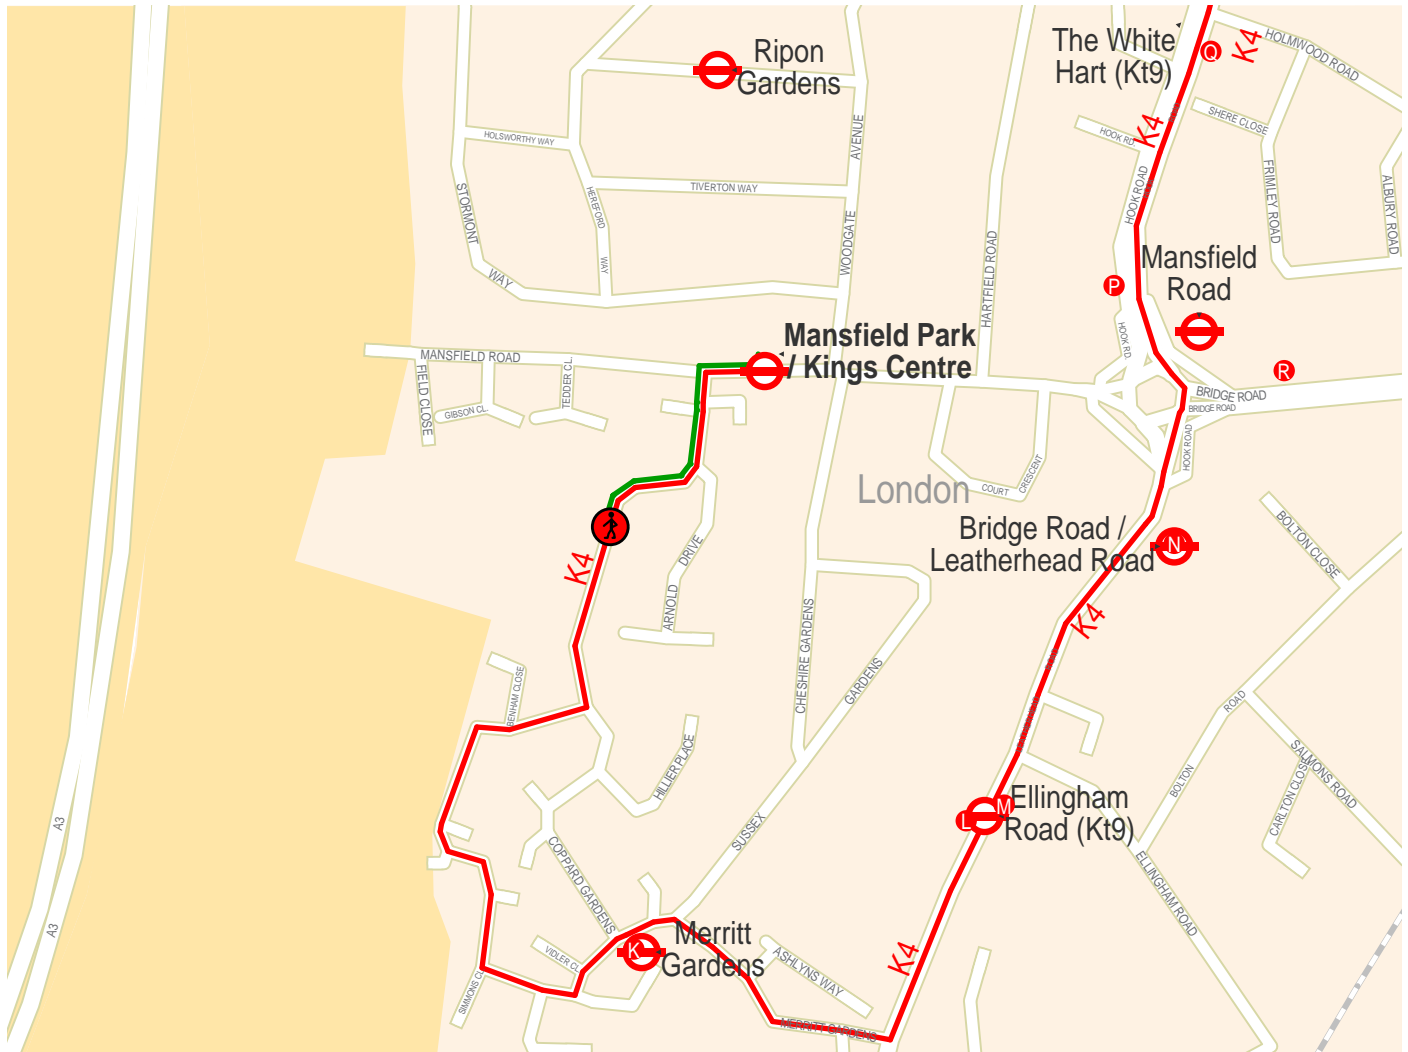 The White
Hart (Kt9)
Q
K4
HOLMWOOD ROAD
Ripon
Gardens
SHERE CLOSE
K4
HOOK RD
HOLSWORTHY WAY
AVENUE
FRIMLEY ROAD
ALBURY ROAD
TIVERTON WAY
HEREFORD
WAY
STORMONT
WAY
WOODGATE
HARTFIELD ROAD
HOOK ROAD
Mansfield
Road
P
HOOK RD.
Mansfield Park
/ Kings Centre
MANSFIELD ROAD
FIELD CLOSE
GIBSON CL.
TEDDER CL.
R
BRIDGE ROAD
BRIDGE ROAD
HOOK ROAD
COURT
CRESCENT
London
Bridge Road /
Leatherhead Road
N
BOLTON CLOSE
K4
ARNOLD
DRIVE
CHESHIRE GARDENS
GARDENS
K4
BENHAM CLOSE
HILLIER PLACE
SUSSEX
ROAD
BOLTON
SALMONS ROAD
CARLTON CLOSE
Ellingham
Road (Kt9)
L
M
ELLINGHAM ROAD
A3
A3
COPPARD GARDENS
VIDLER CL.
SIMMONS CL.
K
Merritt
Gardens
ASHLYNS WAY
MERRITT GARDENS
K4